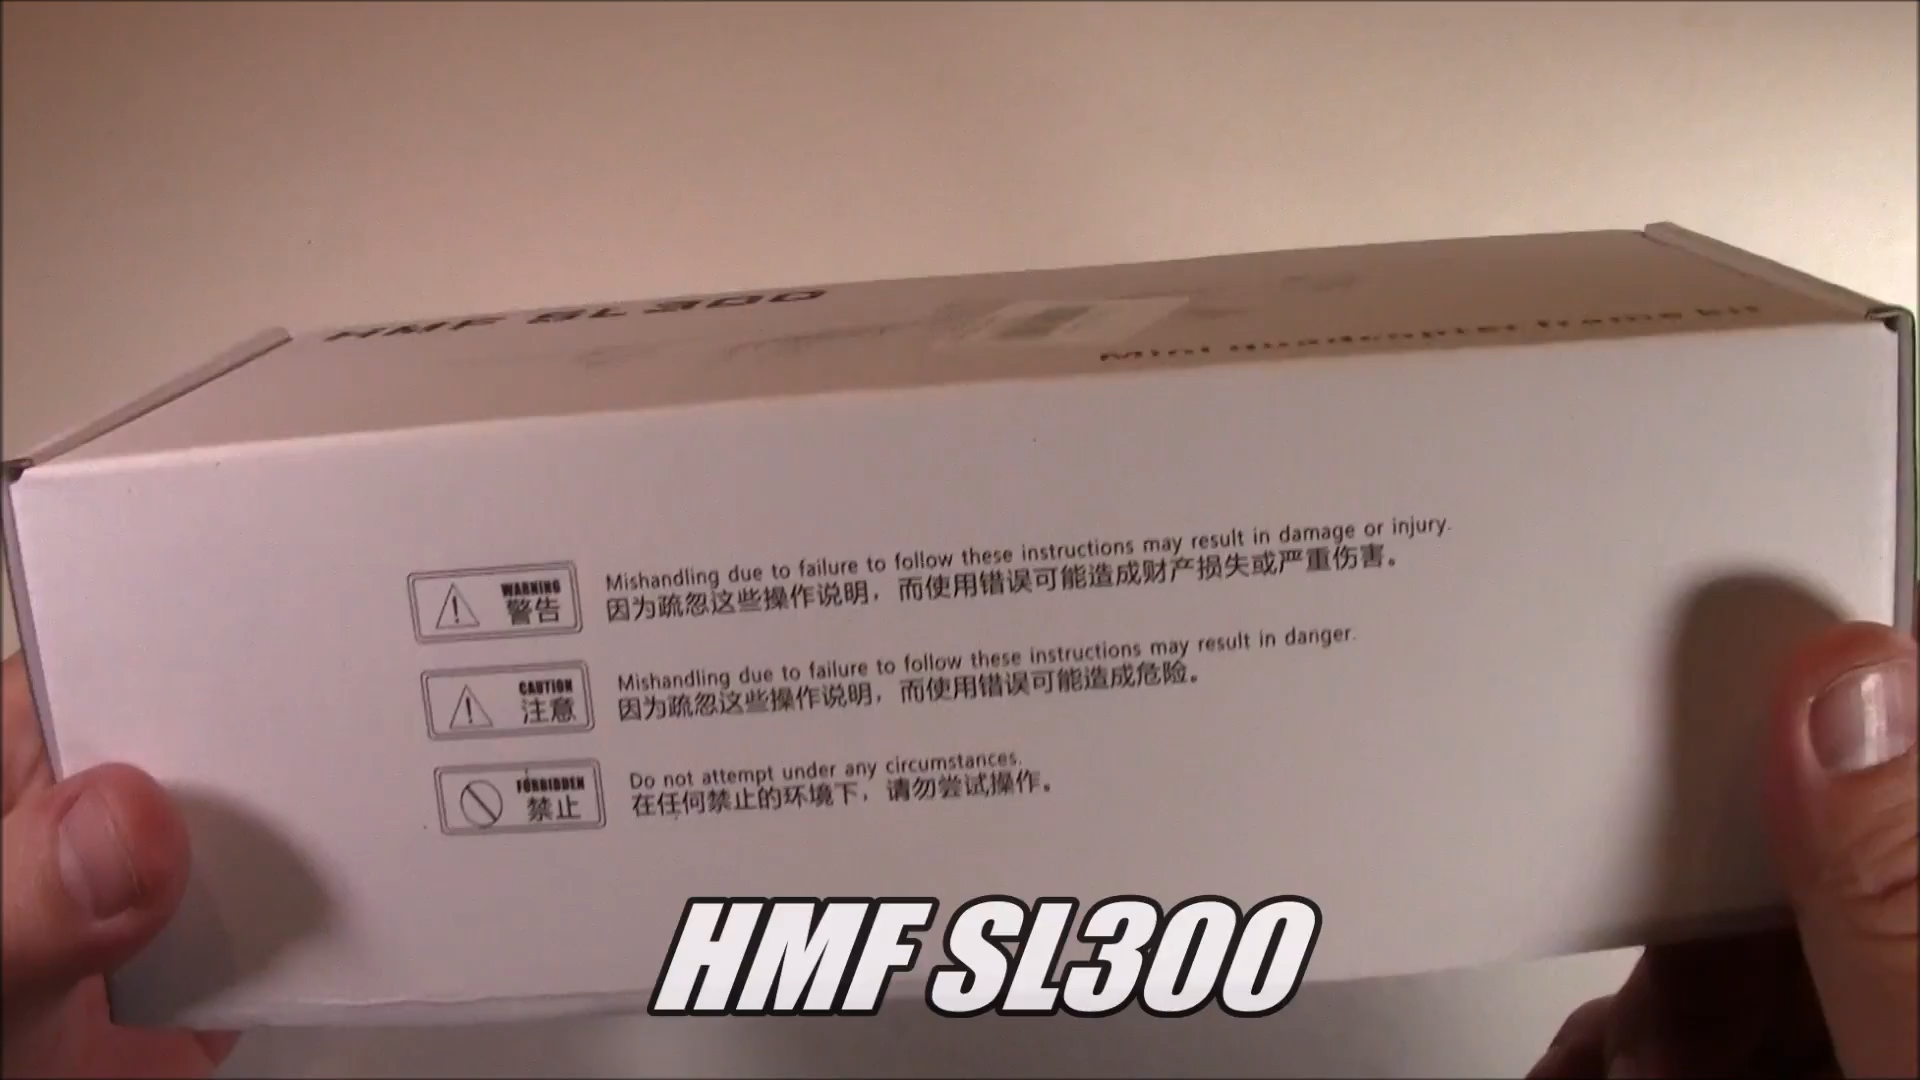 HMF SL300
Mini quadcopter frame kit
WARNING
警告
Mishandling due to failure to follow these instructions may result in damage or injury.
因为疏忽这些操作说明，而使用错误可能造成财产损失或严重伤害。
CAUTION
注意
Mishandling due to failure to follow these instructions may result in danger.
因为疏忽这些操作说明，而使用错误可能造成危险。
FORBIDDEN
禁止
Do not attempt under any circumstances.
在任何禁止的环境下，请勿尝试操作。
HMF SL300